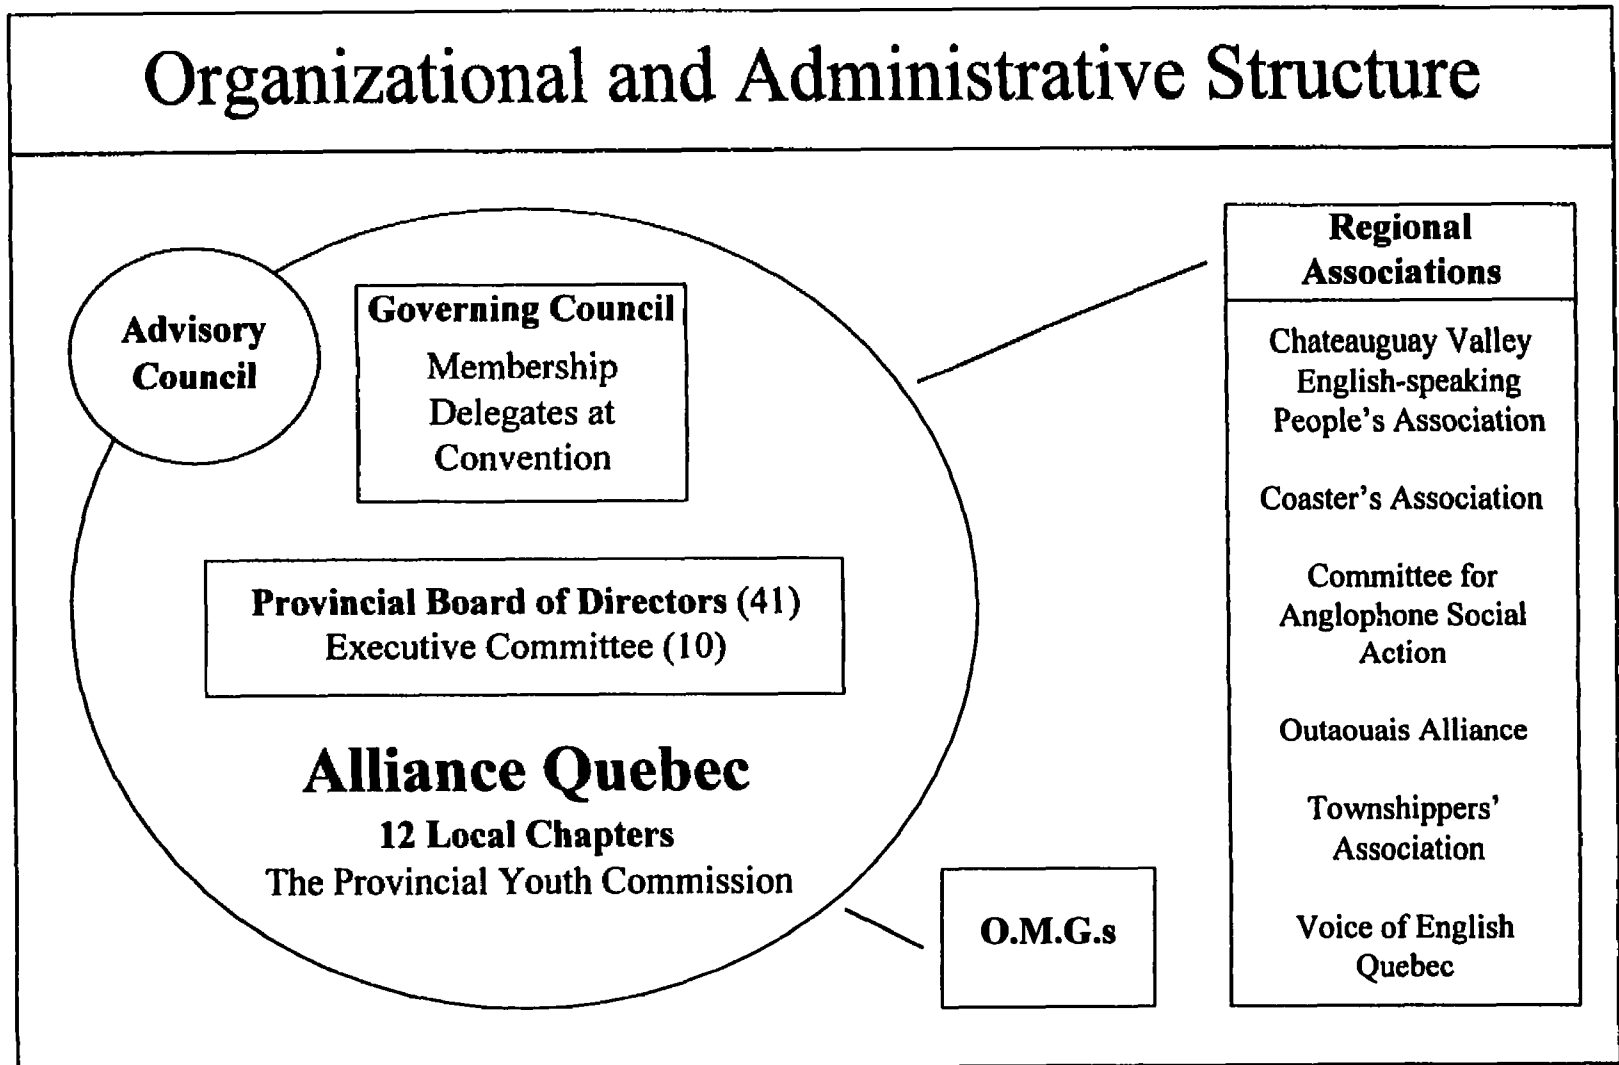 Organizational and Administrative Structure
Advisory
Council
Governing Council
Membership
Delegates at
Convention
Provincial Board of Directors (41)
Executive Committee (10)
Alliance Quebec
12 Local Chapters
The Provincial Youth Commission
O.M.G.s
Regional
Associations
Chateauguay Valley
English-speaking
People's Association
Coaster's Association
Committee for
Anglophone Social
Action
Outaouais Alliance
Townshippers'
Association
Voice of English
Quebec